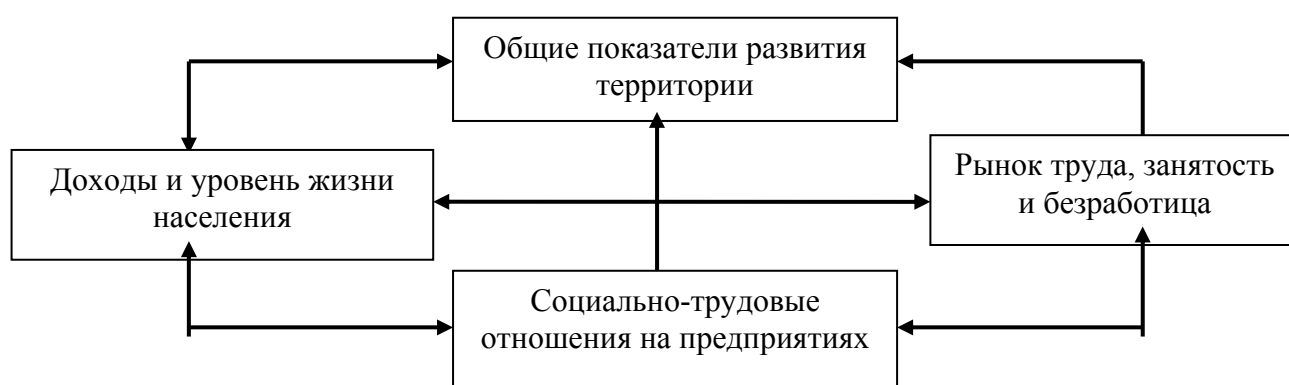 Общие показатели развития
территории
Доходы и уровень жизни
населения
Рынок труда, занятость
и безработица
Социально-трудовые
отношения на предприятиях